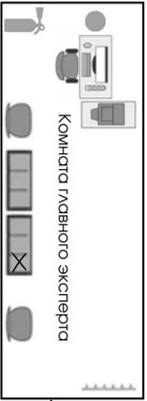 Комната главного эксперта